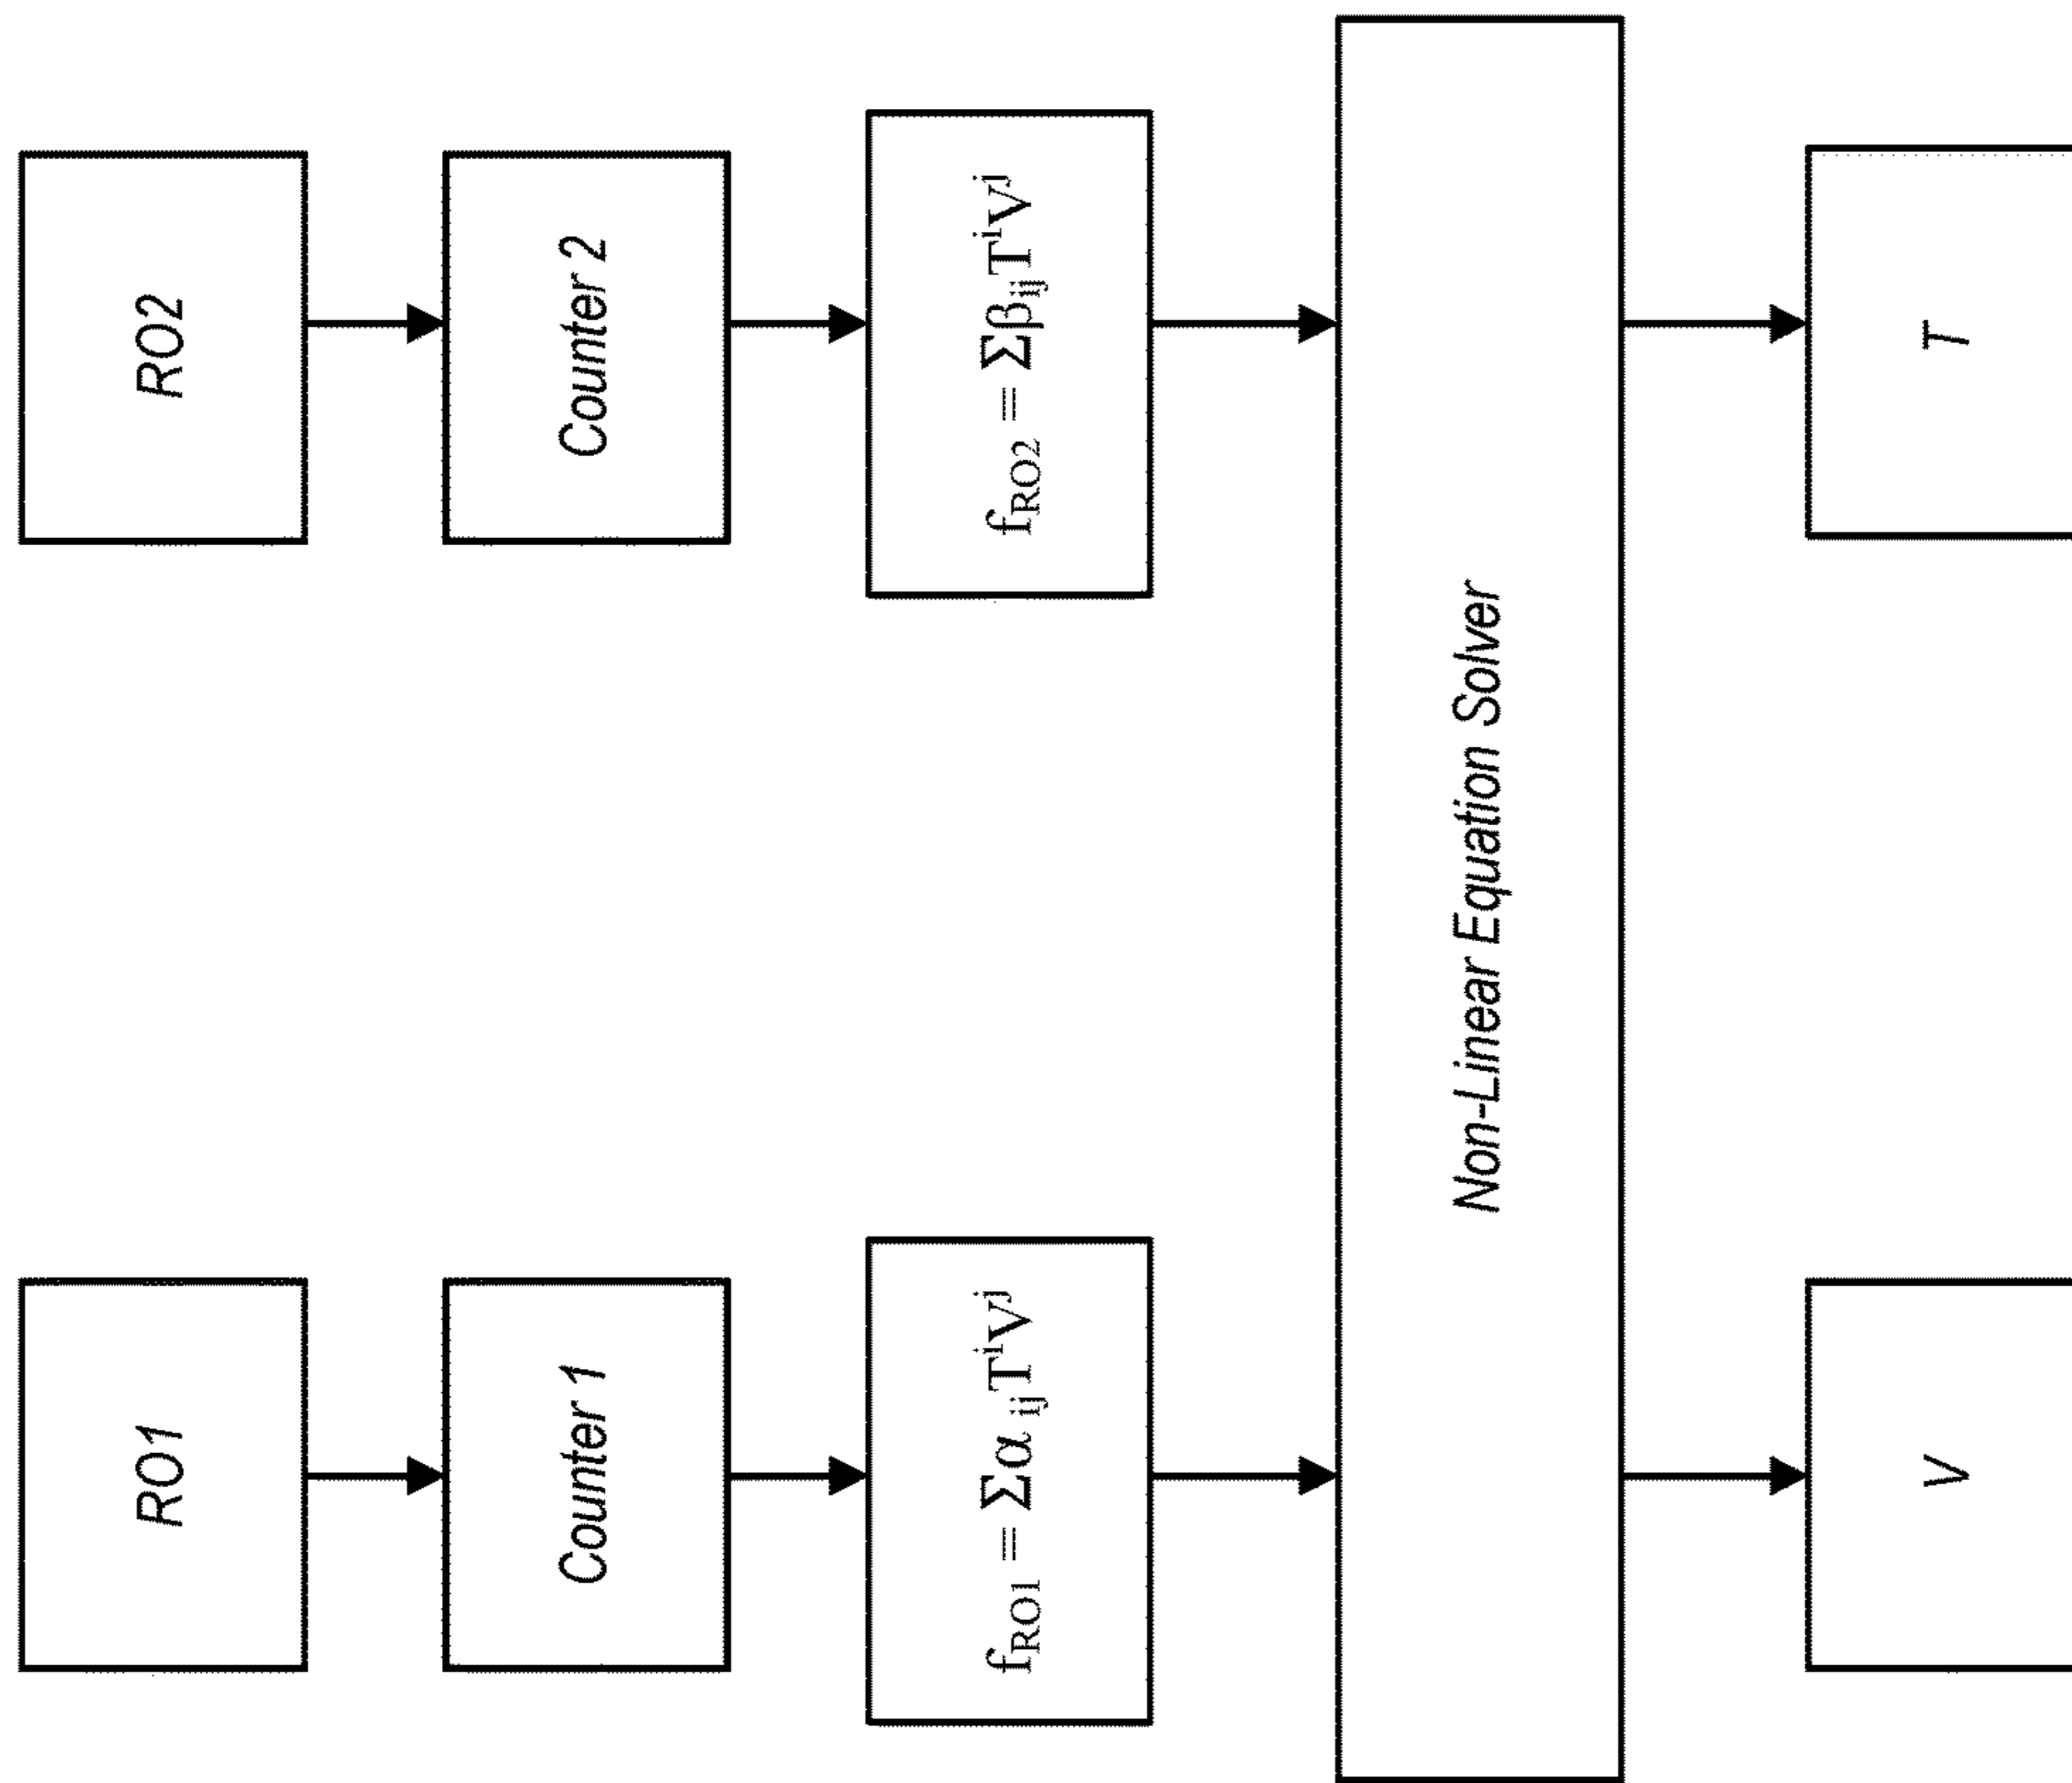 RO1
RO2
Counter 1
Counter 2
f_RO1 = Σα_ij T^i V^j
f_RO2 = Σβ_ij T^i V^j
Non-Linear Equation Solver
V
T